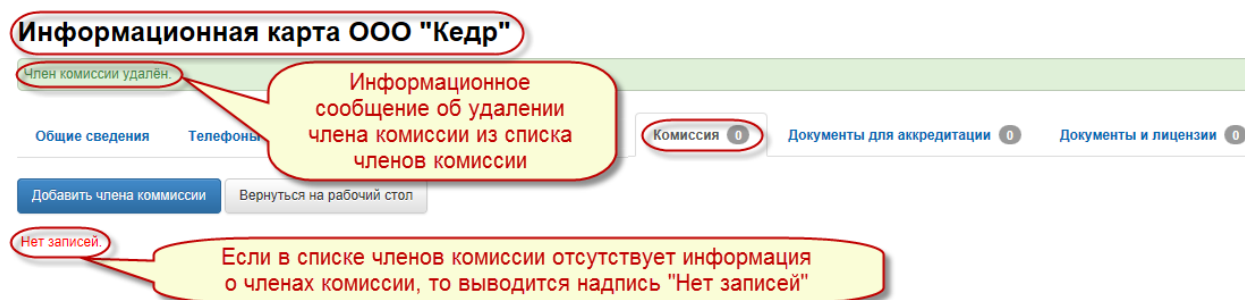 Информационная карта ООО "Кедр"
Член комиссии удалён.
Информационное
сообщение об удалении
члена комиссии из списка
членов комиссии
Общие сведения Телефоны Комиссия 0 Документы для аккредитации 0 Документы и лицензии 0
Добавить члена коммиссии Вернуться на рабочий стол
Нет записей.
Если в списке членов комиссии отсутствует информация
о членах комиссии, то выводится надпись "Нет записей"